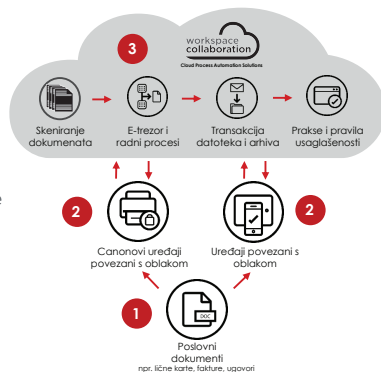 3
workspace
collaboration
Cloud Process Automation Solutions
Skeniranje
dokumenata
E-trezor i
radni procesi
Transakcija
datoteka i arhiva
Prakse i pravila
usaglašenosti
e
2
2
Canonovi uređaji
povezani s oblakom
Uređaji povezani s
oblakom
1
DOC
Poslovni
dokumenti
npr. lične karte, fakture, ugovori